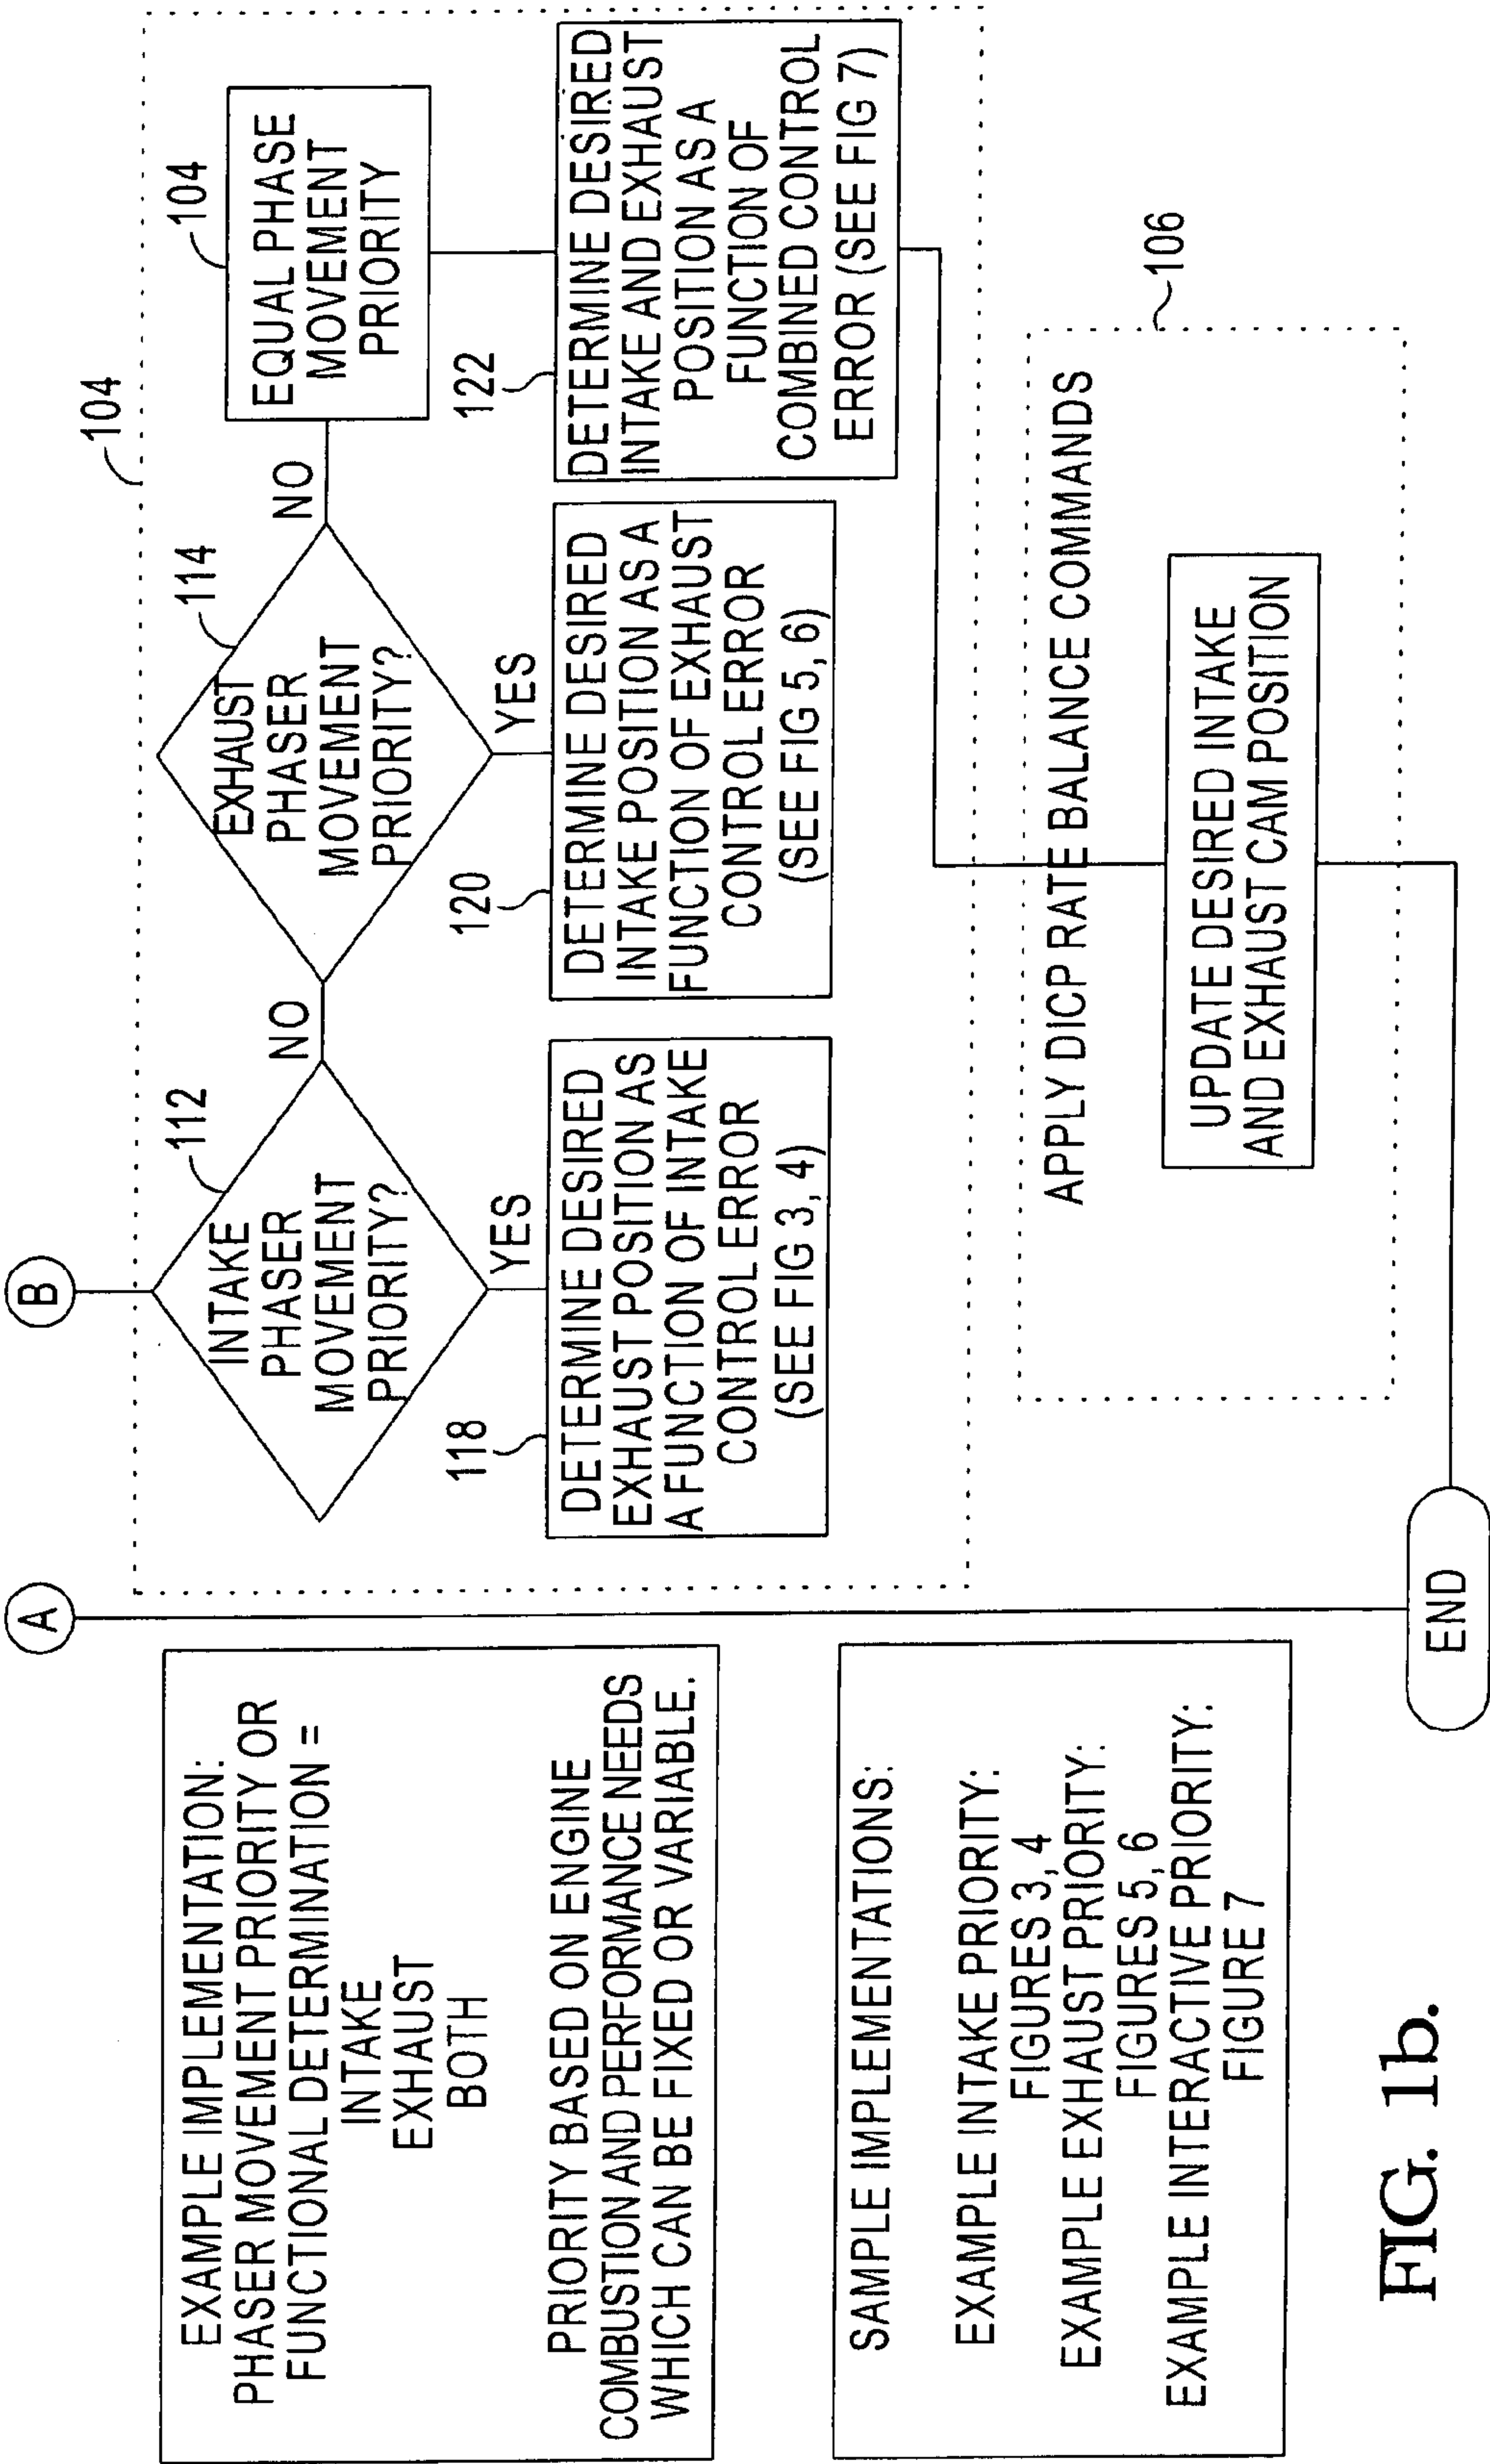 EXAMPLE IMPLEMENTATION:
PHASER MOVEMENT PRIORITY OR
FUNCTIONAL DETERMINATION =
INTAKE
EXHAUST
BOTH
PRIORITY BASED ON ENGINE
COMBUSTION AND PERFORMANCE NEEDS
WHICH CAN BE FIXED OR VARIABLE.
SAMPLE IMPLEMENTATIONS:
EXAMPLE INTAKE PRIORITY:
FIGURES 3, 4
EXAMPLE EXHAUST PRIORITY:
FIGURES 5, 6
EXAMPLE INTERACTIVE PRIORITY:
FIGURE 7
A
B
104
112
INTAKE
PHASER
MOVEMENT
PRIORITY?
NO
YES
114
EXHAUST
PHASER
MOVEMENT
PRIORITY?
NO
YES
104
EQUAL PHASE
MOVEMENT
PRIORITY
118
DETERMINE DESIRED
EXHAUST POSITION AS
A FUNCTION OF INTAKE
CONTROL ERROR
(SEE FIG 3, 4)
120
DETERMINE DESIRED
INTAKE POSITION AS A
FUNCTION OF EXHAUST
CONTROL ERROR
(SEE FIG 5, 6)
122
DETERMINE DESIRED
INTAKE AND EXHAUST
POSITION AS A
FUNCTION OF
COMBINED CONTROL
ERROR (SEE FIG 7)
106
APPLY DICP RATE BALANCE COMMANDS
UPDATE DESIRED INTAKE
AND EXHAUST CAM POSITION
END
FIG. 1b.